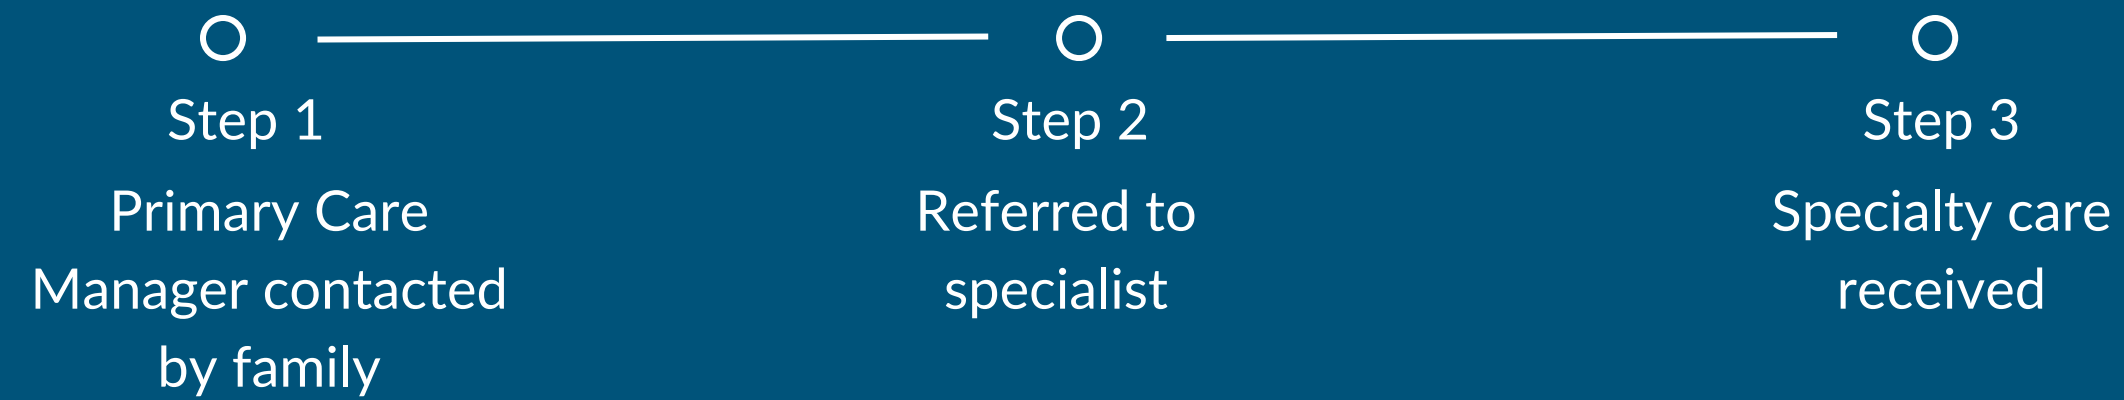 Step 1
Primary Care
Manager contacted
by family
Step 2
Referred to
specialist
Step 3
Specialty care
received